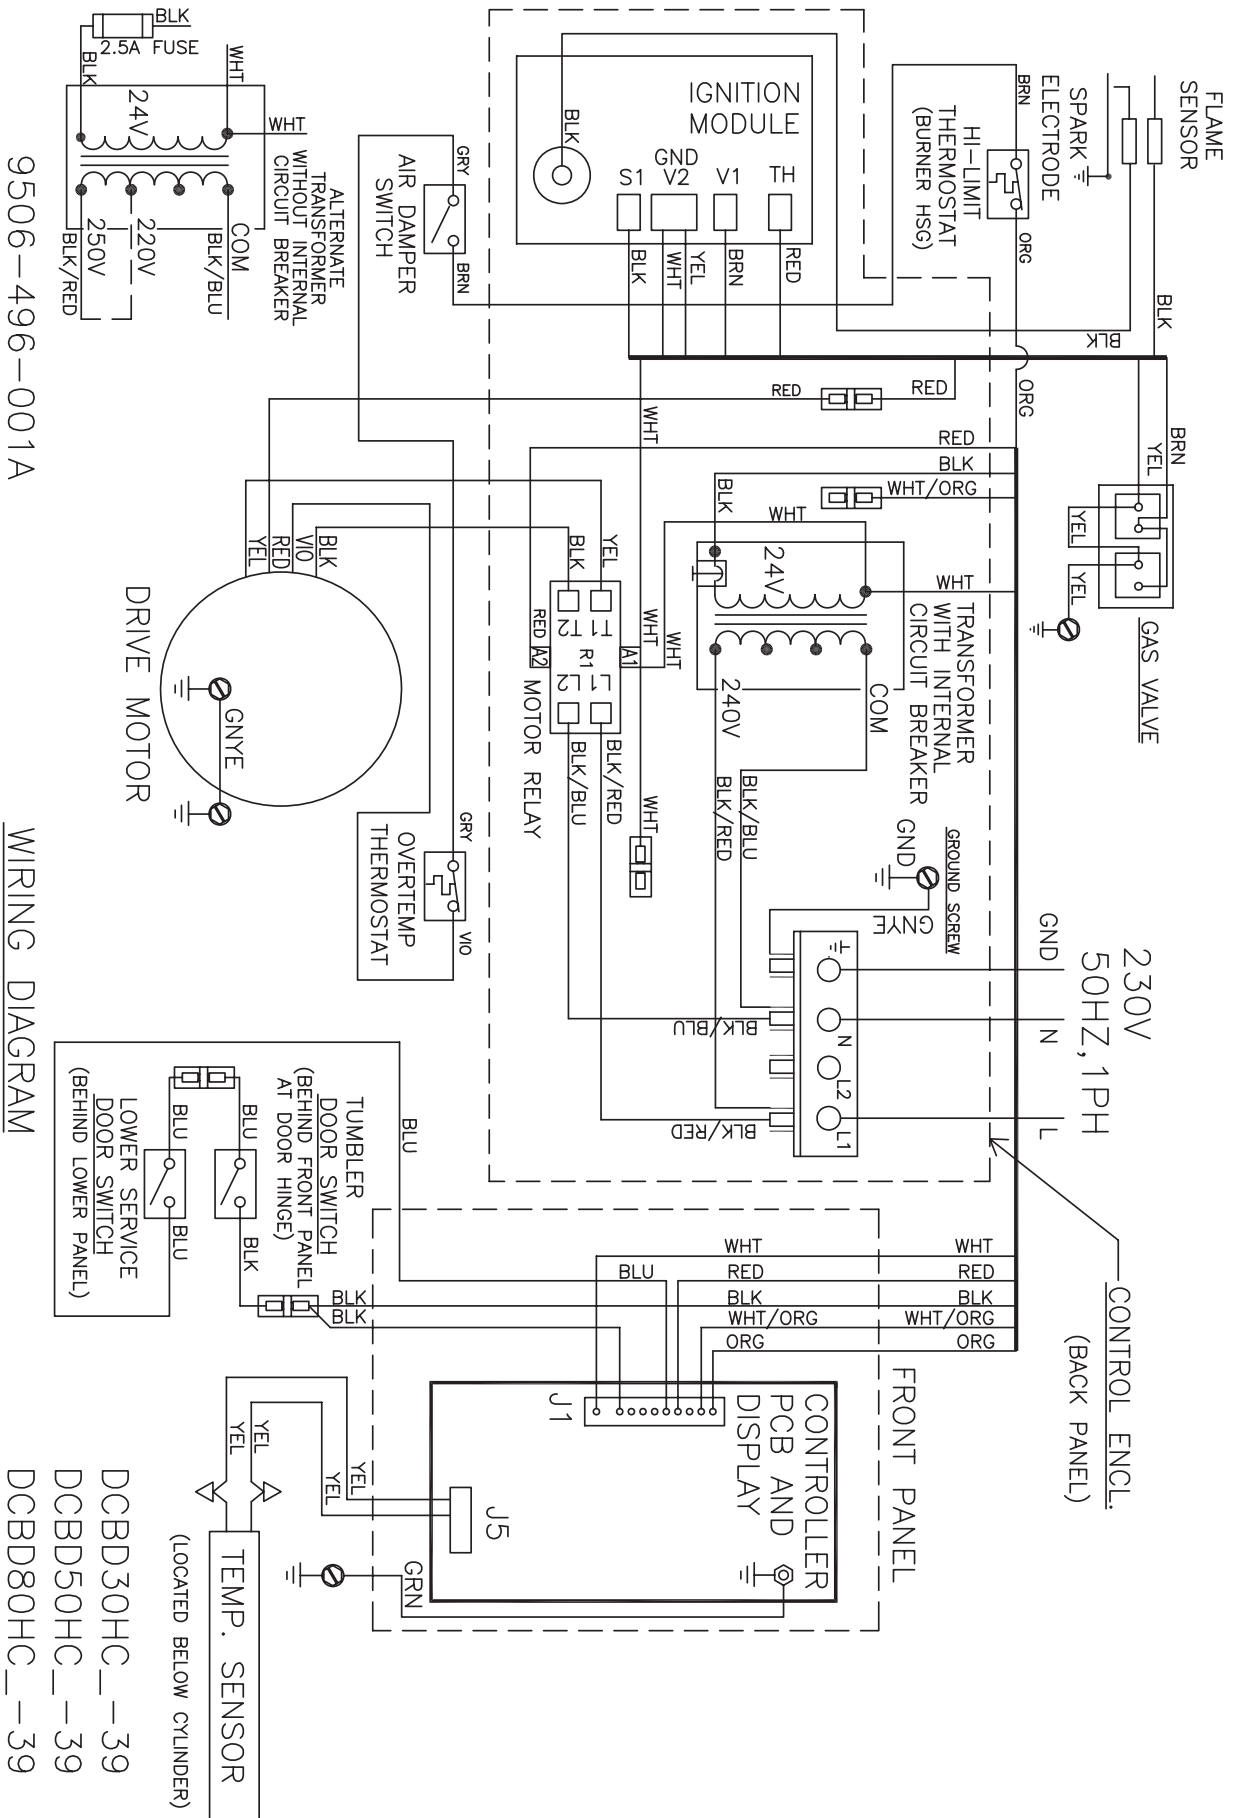 FLAME
SENSOR
SPARK
ELECTRODE
BRN
HI-LIMIT
THERMOSTAT
(BURNER HSG)
ORG
BLK
BLK
ORG
IGNITION
MODULE
BLK
TH
V1
GND
V2
S1
RED
BRN
YEL
WHT
BLK
GRY
AIR DAMPER
SWITCH
BRN
BLK
2.5A FUSE
BLK
WHT
24V
WHT
ALTERNATE
TRANSFORMER
WITHOUT INTERNAL
CIRCUIT BREAKER
COM
220V
250V
BLK/BLU
BLK/RED
9506-496-001A
BRN
YEL
YEL
YEL
GAS VALVE
RED
RED
WHT
RED
BLK
WHT/ORG
BLK
WHT
WHT
24V
TRANSFORMER
WITH INTERNAL
CIRCUIT BREAKER
COM
240V
BLK/BLU
BLK/RED
YEL
BLK
T1
T2
R1
L1
L2
A1
A2
RED
WHT
WHT
MOTOR RELAY
BLK/RED
BLK/BLU
WHT
BLK
VIO
RED
YEL
GNYE
DRIVE MOTOR
GRY
OVERTEMP
THERMOSTAT
VIO
GROUND SCREW
GND
GNYE
N
L2
L1
BLK/BLU
BLK/RED
230V
50HZ, 1PH
GND
N
L
CONTROL ENCL.
(BACK PANEL)
BLU
TUMBLER
DOOR SWITCH
(BEHIND FRONT PANEL
AT DOOR HINGE)
BLU
BLK
BLU
BLU
LOWER SERVICE
DOOR SWITCH
(BEHIND LOWER PANEL)
BLK
BLK
WHT
WHT
BLU
RED
RED
BLK
BLK
WHT/ORG
WHT/ORG
ORG
ORG
FRONT PANEL
CONTROLLER
PCB AND
DISPLAY
J1
J5
GRN
YEL
YEL
YEL
YEL
TEMP. SENSOR
(LOCATED BELOW CYLINDER)
WIRING DIAGRAM
DCBD30HC_-39
DCBD50HC_-39
DCBD80HC_-39